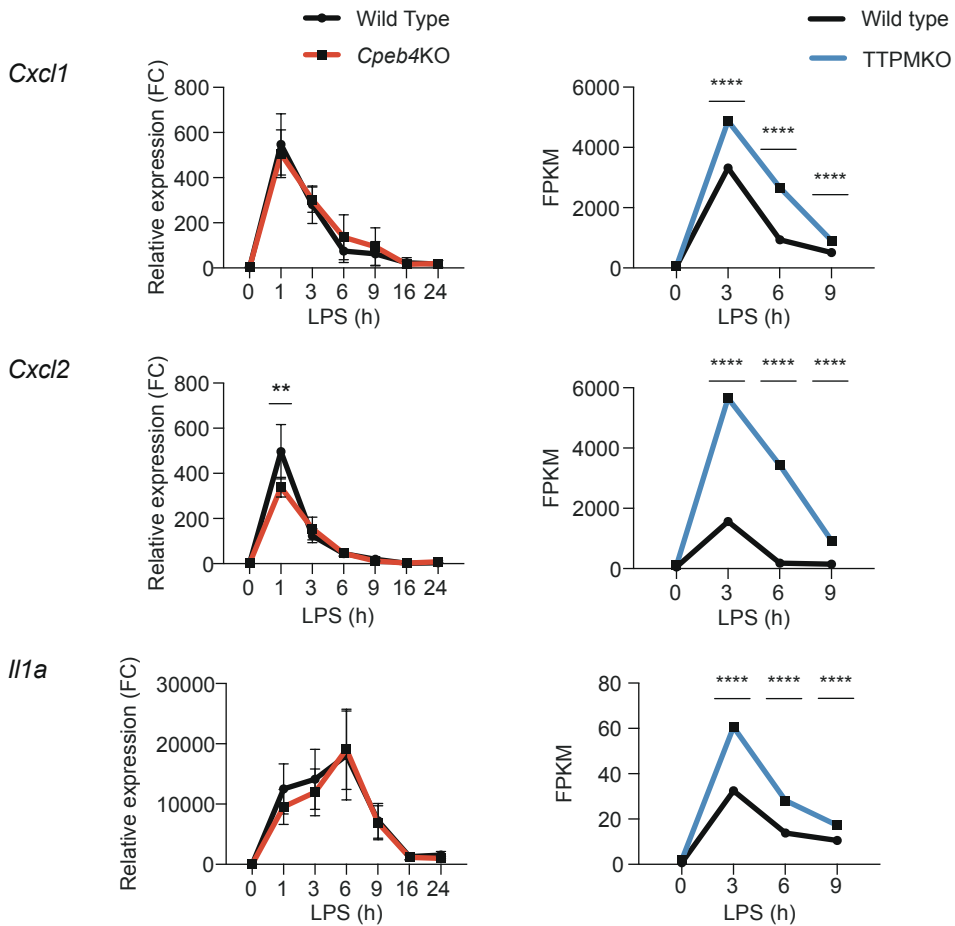 Wild Type
Cpeb4KO
Wild type
TTPMKO
Cxcl1
Relative expression (FC)
800
600
400
200
0
0 1 3 6 9 16 24
LPS (h)
FPKM
6000
4000
2000
0
**** **** ****
0 3 6 9
LPS (h)
Cxcl2
Relative expression (FC)
800
600
400
200
0
**
0 1 3 6 9 16 24
LPS (h)
FPKM
6000
4000
2000
0
**** **** ****
0 3 6 9
LPS (h)
Il1a
Relative expression (FC)
30000
20000
10000
0
0 1 3 6 9 16 24
LPS (h)
FPKM
80
60
40
20
0
**** **** ****
0 3 6 9
LPS (h)